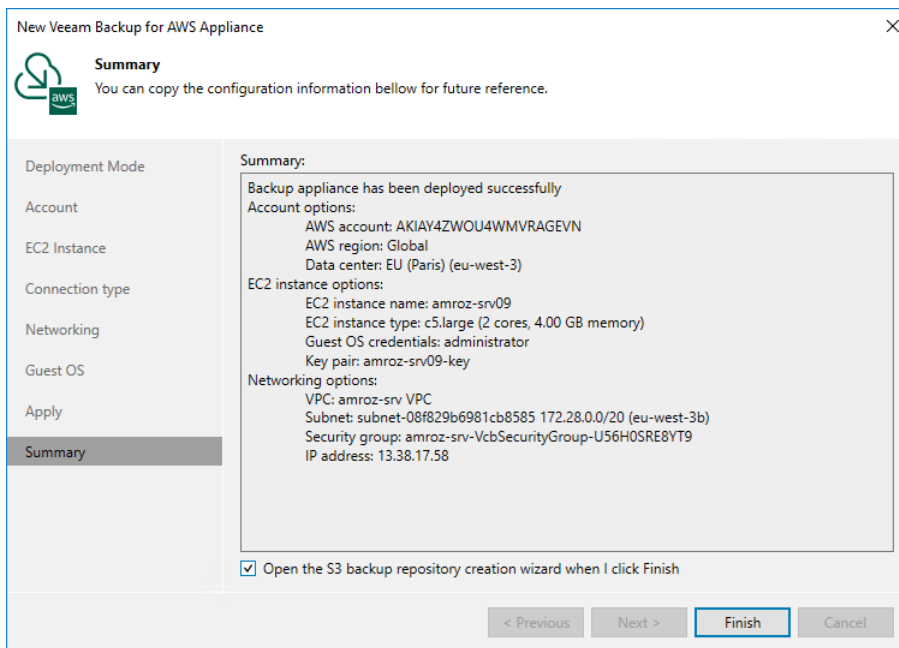 New Veeam Backup for AWS Appliance
Summary
You can copy the configuration information bellow for future reference.
aws
Deployment Mode
Account
EC2 Instance
Connection type
Networking
Guest OS
Apply
Summary
Summary:
Backup appliance has been deployed successfully
Account options:
AWS account: AKIAY4ZWOU4WMVRAGEVN
AWS region: Global
Data center: EU (Paris) (eu-west-3)
EC2 instance options:
EC2 instance name: amroz-srv09
EC2 instance type: c5.large (2 cores, 4.00 GB memory)
Guest OS credentials: administrator
Key pair: amroz-srv09-key
Networking options:
VPC: amroz-srv VPC
Subnet: subnet-08f829b6981cb8585 172.28.0.0/20 (eu-west-3b)
Security group: amroz-srv-VcbSecurityGroup-U56H0SRE8YT9
IP address: 13.38.17.58
Open the S3 backup repository creation wizard when I click Finish
< Previous
Next >
Finish
Cancel